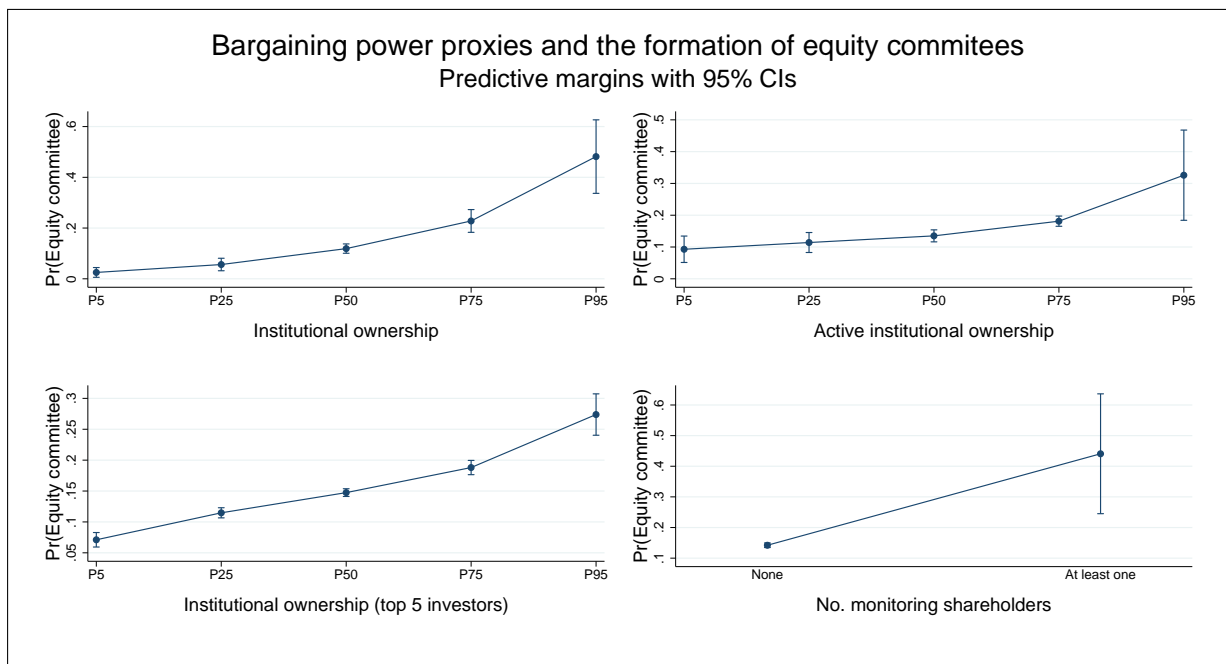 Bargaining power proxies and the formation of equity commitees
Predictive margins with 95% CIs
Pr(Equity committee)
.6
.4
.2
0
P5 P25 P50 P75 P95
Institutional ownership
Pr(Equity committee)
.5
.4
.3
.2
.1
0
P5 P25 P50 P75 P95
Active institutional ownership
Pr(Equity committee)
.3
.25
.2
.15
.1
.05
P5 P25 P50 P75 P95
Institutional ownership (top 5 investors)
Pr(Equity committee)
.6
.5
.4
.3
.2
.1
None At least one
No. monitoring shareholders